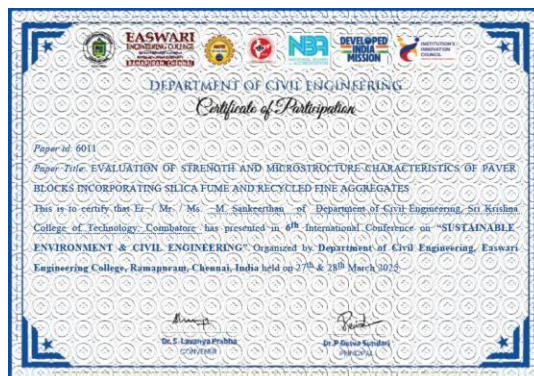 EASWARI
ENGINEERING COLLEGE
RAMAPURAM, CHENNAI
NBA
DEVELOPED
INDIA
MISSION
INSTITUTION'S
INNOVATION
COUNCIL
DEPARTMENT OF CIVIL ENGINEERING
Certificate of Participation
Paper id: 6011
Paper Title: EVALUATION OF STRENGTH AND MICROSTRUCTURE CHARACTERISTICS OF PAVER
BLOCKS INCORPORATING SILICA FUME AND RECYCLED FINE AGGREGATES
This is to certify that Er / Mr / Ms. M. Sankeerthan of Department of Civil Engineering, Sri Krishna
College of Technology, Coimbatore has presented in 6th International Conference on "SUSTAINABLE
ENVIRONMENT & CIVIL ENGINEERING". Organized by Department of Civil Engineering, Easwari
Engineering College, Ramapuram, Chennai, India held on 27th & 28th March 2025
Dr. S. Lavanya Prabha
CONVENER
Dr. P. Deiva Sundari
PRINCIPAL